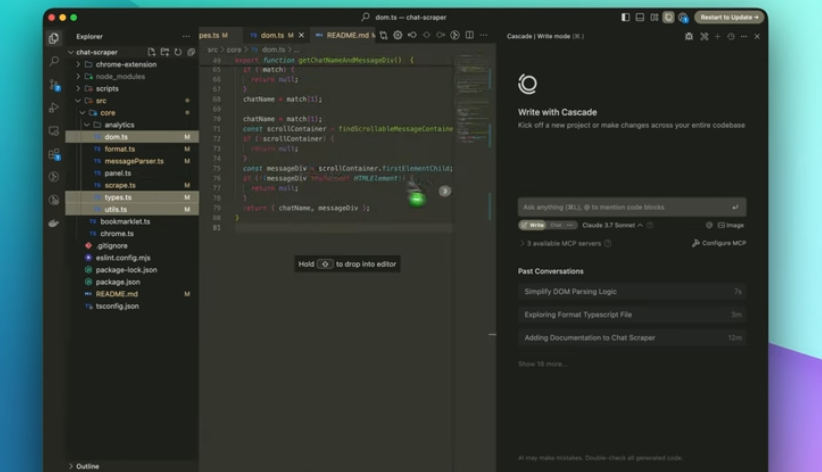 dom.ts — chat-scraper
Restart to Update
Explorer
pes.ts M
dom.ts M
README.md M
Cascade | Write mode (⌘.)
chat-scraper
src > core > dom.ts > ...
chrome-extension
node_modules
scripts
src
core
analytics
dom.ts M
format.ts M
messageParser.ts M
panel.ts
scrape.ts M
types.ts M
utils.ts M
bookmarklet.ts
chrome.ts
.gitignore
eslint.config.mjs
package-lock.json
package.json
README.md M
tsconfig.json
Outline
49 export function getChatNameAndMessageDiv() {
65 if (!match) {
66 return null;
67 }
68 chatName = match[1];
69
70 chatName = match[1];
71 const scrollContainer = findScrollableMessageContaine
72 if (!scrollContainer) {
73 return null;
74 }
75 const messageDiv = scrollContainer.firstElementChild;
76 if (!(messageDiv instanceof HTMLElement)) {
77 return null;
78 }
79 return { chatName, messageDiv };
80 }
81
3
Hold to drop into editor
Write with Cascade
Kick off a new project or make changes across your entire codebase
Ask anything (⌘L), @ to mention code blocks
Write Chat Claude 3.7 Sonnet Image
3 available MCP servers Configure MCP
Past Conversations
Simplify DOM Parsing Logic 7s
Exploring Format Typescript File 5m
Adding Documentation to Chat Scraper 12m
Show 16 more...
AI may make mistakes. Double-check all generated code.